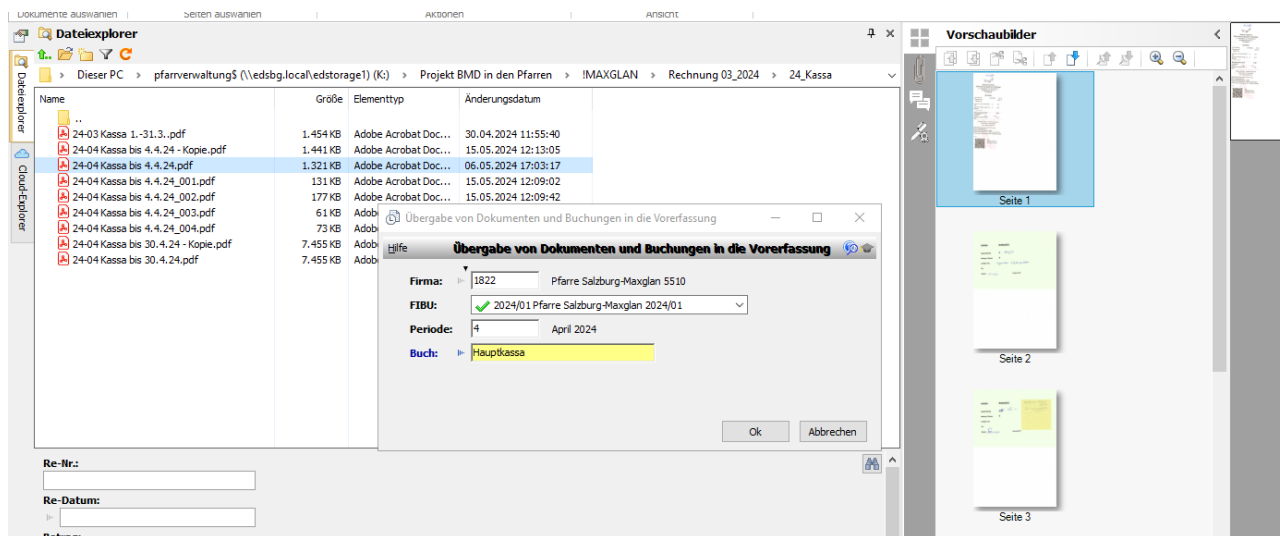 Dokumente auswählen Seiten auswählen Aktionen Ansicht
Dateiexplorer
Dieser PC > pfarrverwaltung$ (\\edsbg.local\edstorage1) (K:) > Projekt BMD in den Pfarren > !MAXGLAN > Rechnung 03_2024 > 24_Kassa
Name Größe Elementtyp Änderungsdatum
..
24-03 Kassa 1.-31.3..pdf 1.454 KB Adobe Acrobat Doc... 30.04.2024 11:55:40
24-04 Kassa bis 4.4.24 - Kopie.pdf 1.441 KB Adobe Acrobat Doc... 15.05.2024 12:13:05
24-04 Kassa bis 4.4.24.pdf 1.321 KB Adobe Acrobat Doc... 06.05.2024 17:03:17
24-04 Kassa bis 4.4.24_001.pdf 131 KB Adobe Acrobat Doc... 15.05.2024 12:09:02
24-04 Kassa bis 4.4.24_002.pdf 177 KB Adobe Acrobat Doc... 15.05.2024 12:09:42
24-04 Kassa bis 4.4.24_003.pdf 61 KB Adob
24-04 Kassa bis 4.4.24_004.pdf 73 KB Adob
24-04 Kassa bis 30.4.24 - Kopie.pdf 7.455 KB Adob
24-04 Kassa bis 30.4.24.pdf 7.455 KB Adob
Dateiexplorer
Cloud-Explorer
Übergabe von Dokumenten und Buchungen in die Vorerfassung
Hilfe Übergabe von Dokumenten und Buchungen in die Vorerfassung
Firma: 1822 Pfarre Salzburg-Maxglan 5510
FIBU: 2024/01 Pfarre Salzburg-Maxglan 2024/01
Periode: 4 April 2024
Buch: Hauptkassa
Ok Abbrechen
Re-Nr.:
Re-Datum:
Betrag:
Vorschaubilder
Seite 1
Seite 2
Seite 3